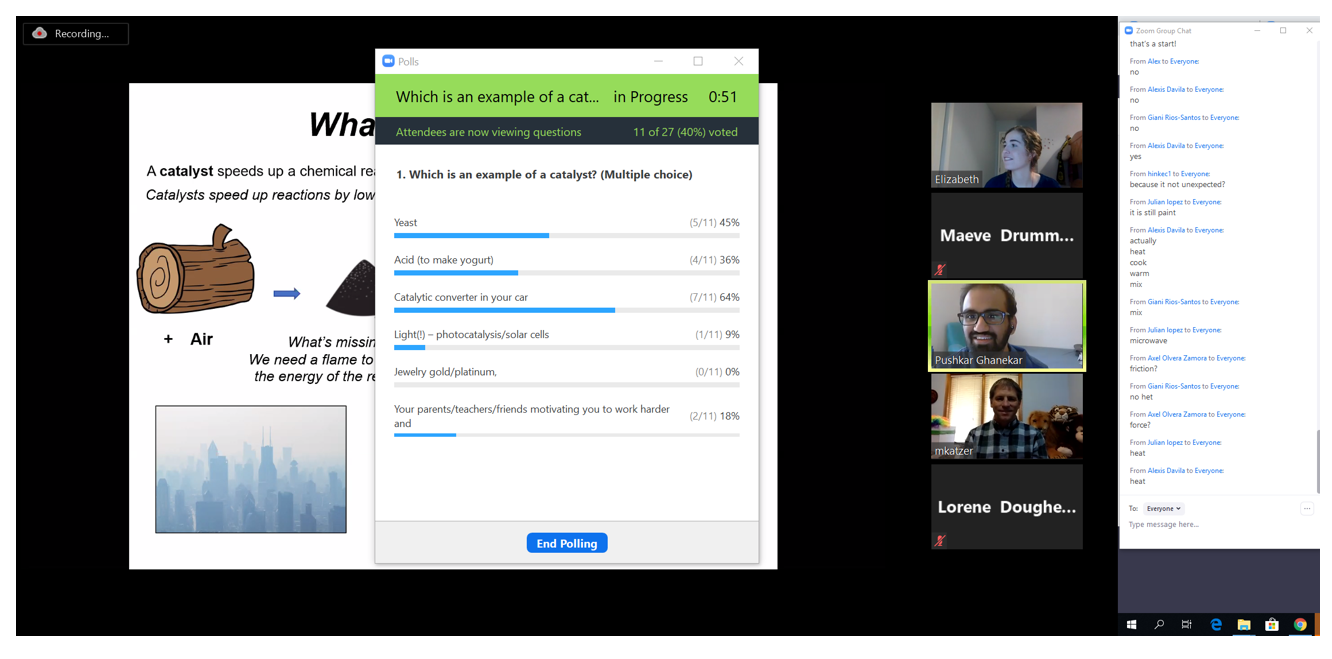 Recording...
Polls
Which is an example of a cat... in Progress 0:51
Attendees are now viewing questions 11 of 27 (40%) voted
1. Which is an example of a catalyst? (Multiple choice)
Yeast (5/11) 45%
Acid (to make yogurt) (4/11) 36%
Catalytic converter in your car (7/11) 64%
Light(!) – photocatalysis/solar cells (1/11) 9%
Jewelry gold/platinum, (0/11) 0%
Your parents/teachers/friends motivating you to work harder
and (2/11) 18%
End Polling
Wha
A catalyst speeds up a chemical rea
Catalysts speed up reactions by low
+ Air
What's missin
We need a flame to
the energy of the re
Elizabeth
Maeve Drumm...
Pushkar Ghanekar
mkatzer
Lorene Doughe...
Zoom Group Chat
that's a start!
From Alex to Everyone:
no
From Alexis Davila to Everyone:
no
From Giani Rios-Santos to Everyone:
no
From Alexis Davila to Everyone:
yes
From hinkec1 to Everyone:
because it not unexpected?
From Julian lopez to Everyone:
it is still paint
From Alexis Davila to Everyone:
actually
heat
cook
warm
mix
From Giani Rios-Santos to Everyone:
mix
From Julian lopez to Everyone:
microwave
From Axel Olvera Zamora to Everyone:
friction?
From Giani Rios-Santos to Everyone:
no het
From Axel Olvera Zamora to Everyone:
force?
From Julian lopez to Everyone:
heat
From Alexis Davila to Everyone:
heat
To: Everyone
Type message here...